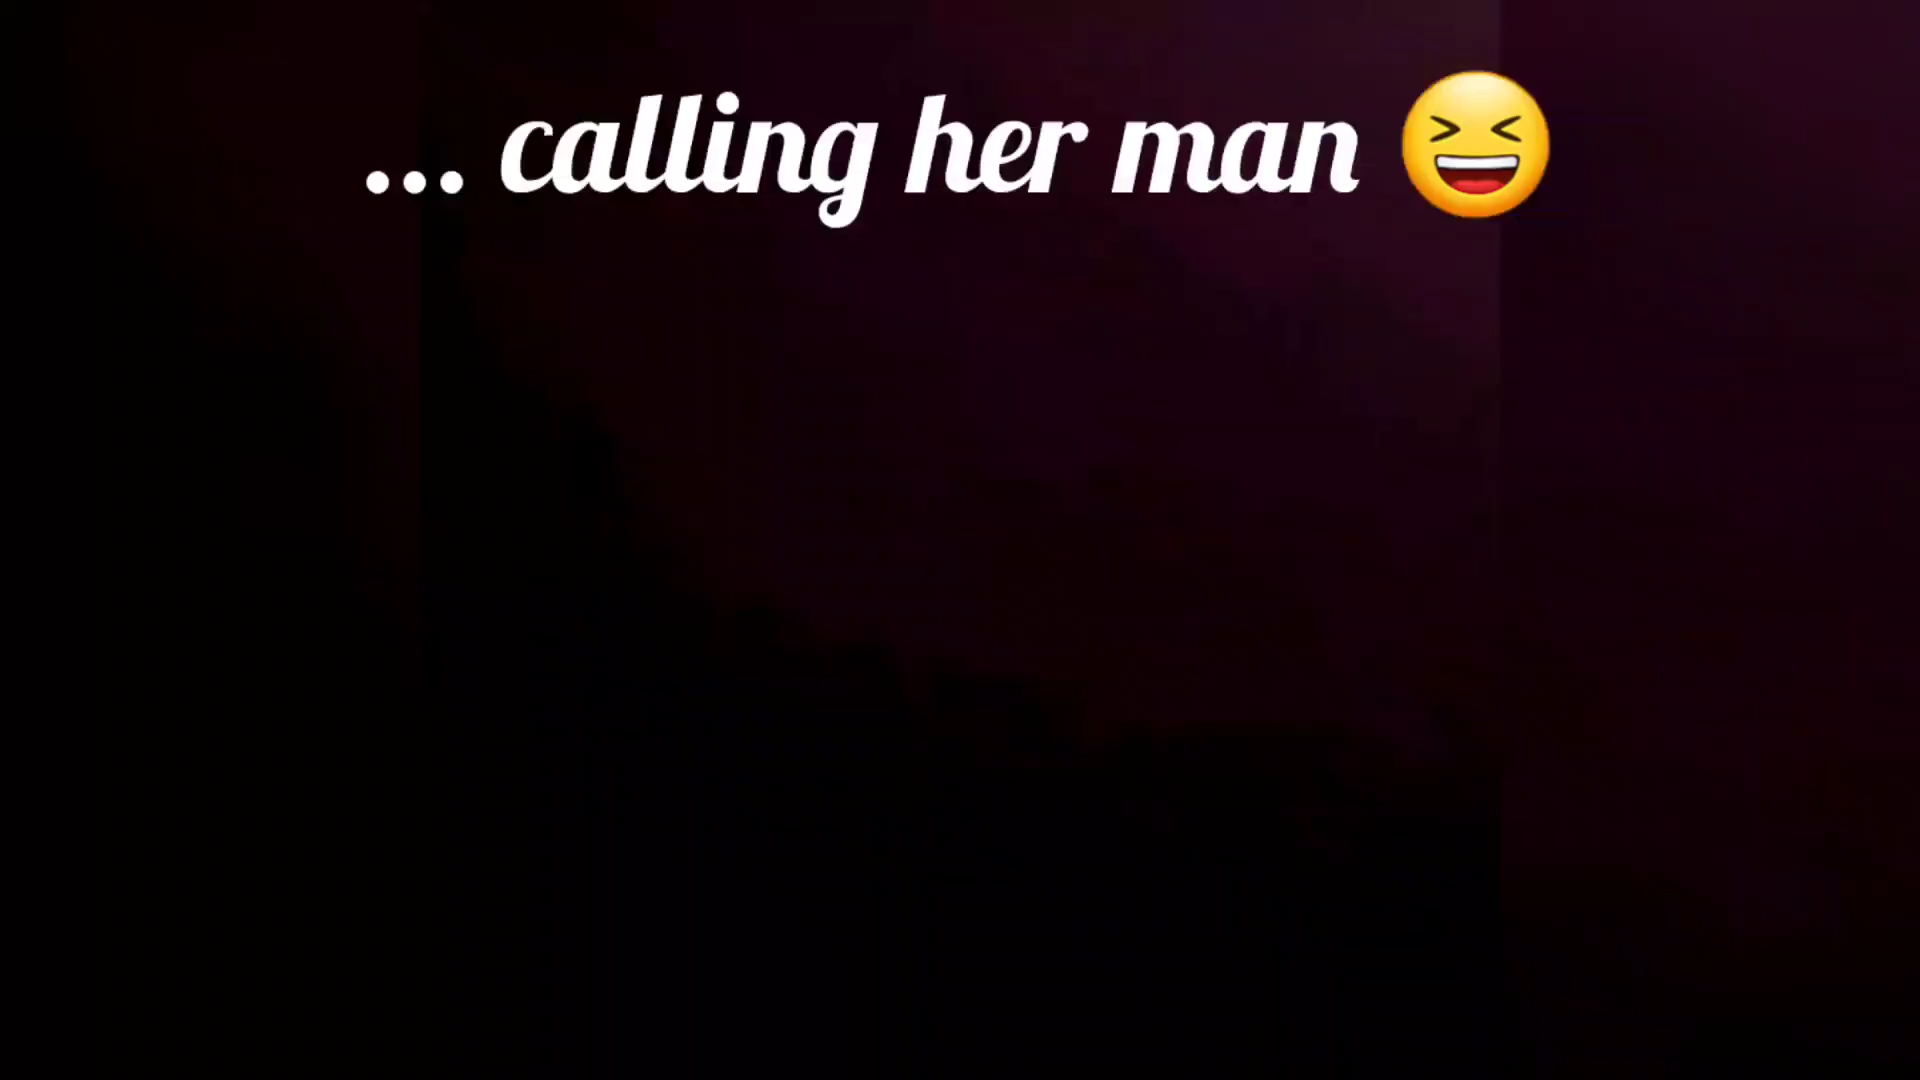 ... calling her man 😆